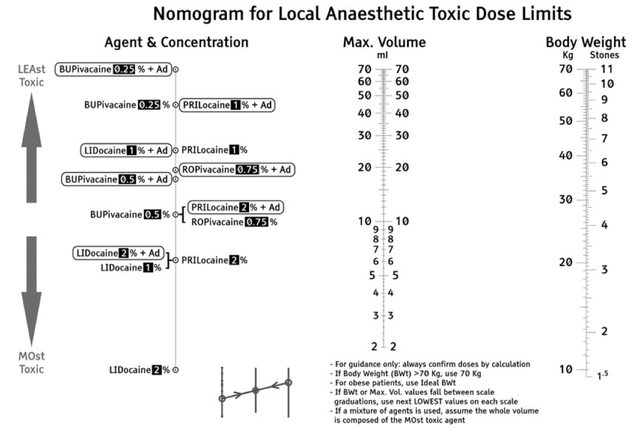 Nomogram for Local Anaesthetic Toxic Dose Limits
Agent & Concentration
Max. Volume
ml
Body Weight
Kg Stones
LEAst
Toxic
BUPivacaine 0.25 % + Ad
BUPivacaine 0.25 %
PRILocaine 1 % + Ad
LIDocaine 1 % + Ad
PRILocaine 1 %
ROPivacaine 0.75 % + Ad
BUPivacaine 0.5 % + Ad
PRILocaine 2 % + Ad
BUPivacaine 0.5 %
ROPivacaine 0.75 %
LIDocaine 2 % + Ad
PRILocaine 2 %
LIDocaine 1 %
MOst
Toxic
LIDocaine 2 %
70 70
60 60
50 50
40 40
30 30
20 20
10 10
9 9
8 8
7 7
6 6
5 5
4 4
3 3
2 2
70 11
10
60 9
50 8
7
40 6
5
30
4
20 3
2
10 1.5
- For guidance only: always confirm doses by calculation
- If Body Weight (BWt) >70 Kg, use 70 Kg
- For obese patients, use Ideal BWt
- If BWt or Max. Vol. values fall between scale
graduations, use next LOWEST values on each scale
- If a mixture of agents is used, assume the whole volume
is composed of the MOst toxic agent